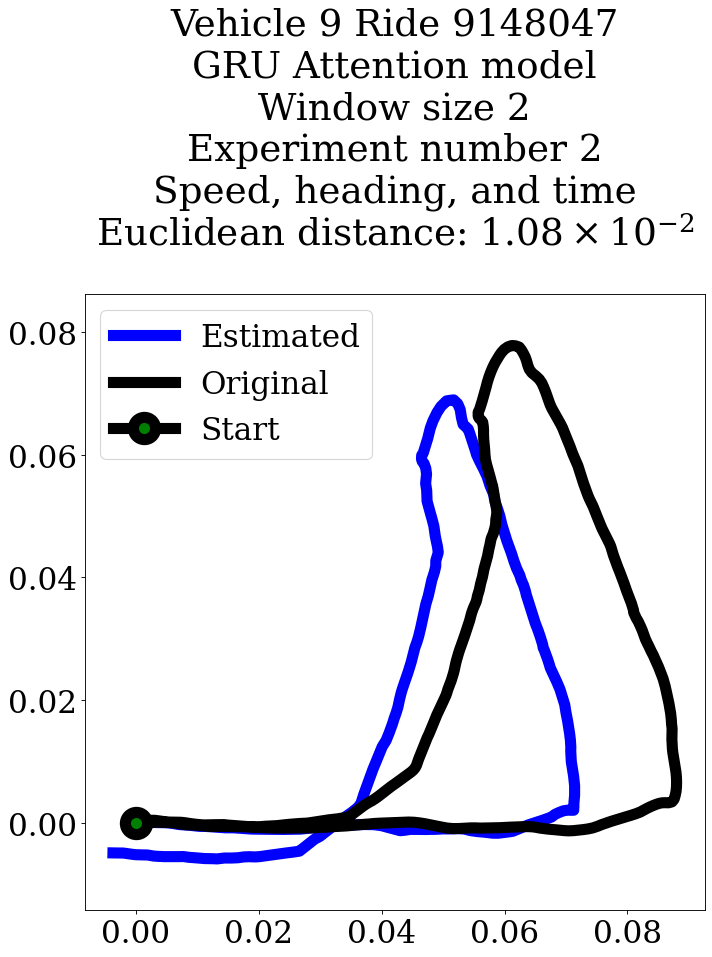 Vehicle 9 Ride 9148047
GRU Attention model
Window size 2
Experiment number 2
Speed, heading, and time
Euclidean distance: 1.08 × 10⁻²
Estimated
Original
Start
0.08
0.06
0.04
0.02
0.00
0.00 0.02 0.04 0.06 0.08